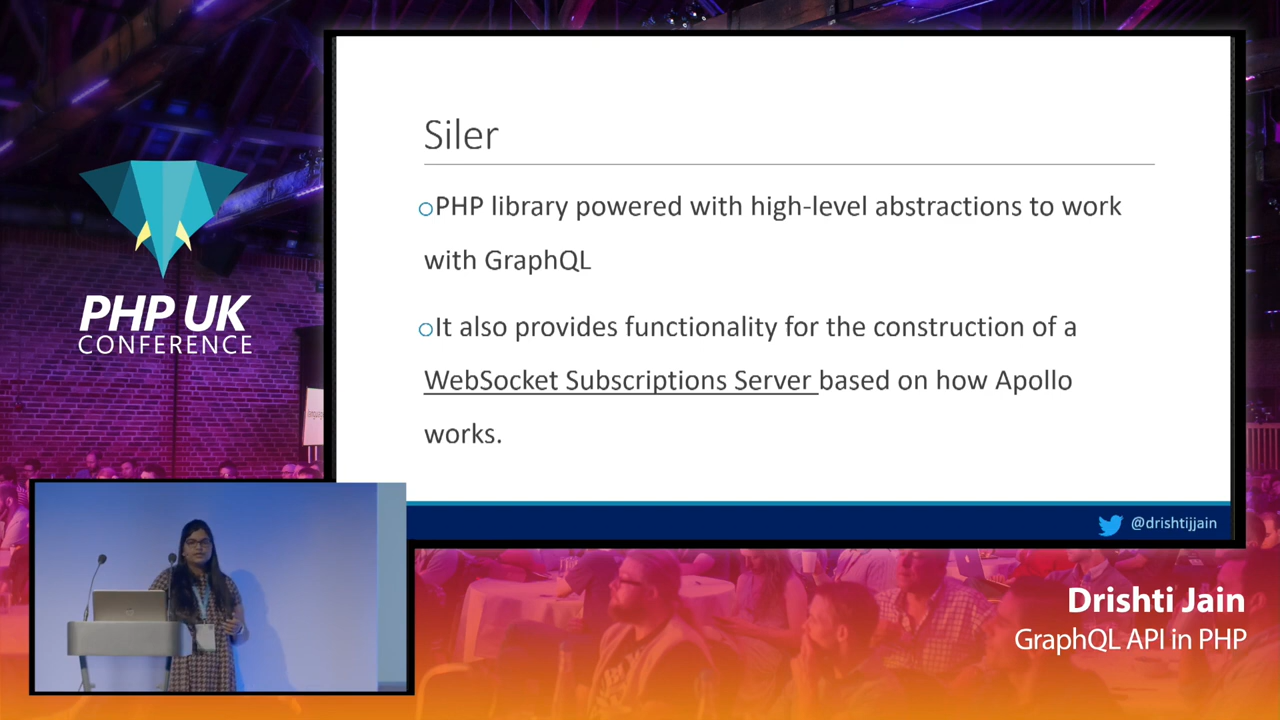 Siler
PHP library powered with high-level abstractions to work
with GraphQL
It also provides functionality for the construction of a
WebSocket Subscriptions Server based on how Apollo
works.
@drishtijjain
PHP UK
CONFERENCE
Drishti Jain
GraphQL API in PHP